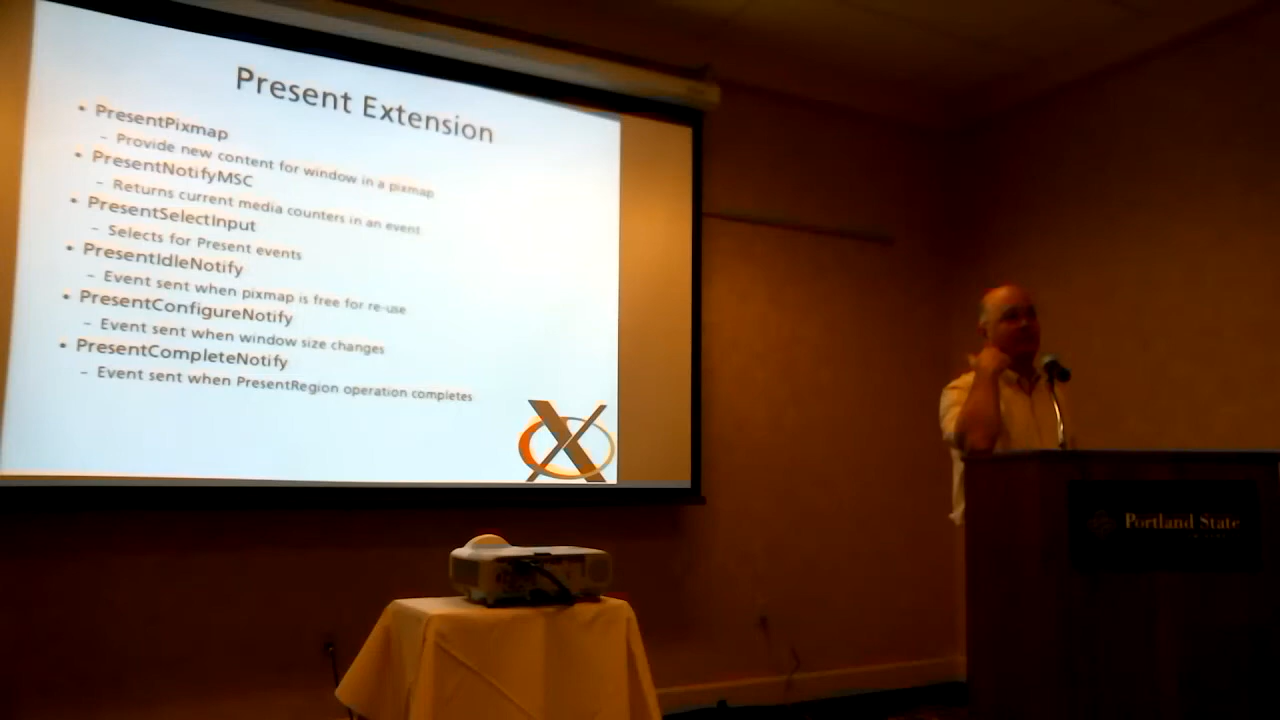 Present Extension
• PresentPixmap
– Provide new content for window in a pixmap
• PresentNotifyMSC
– Returns current media counters in an event
• PresentSelectInput
– Selects for Present events
• PresentIdleNotify
– Event sent when pixmap is free for re-use
• PresentConfigureNotify
– Event sent when window size changes
• PresentCompleteNotify
– Event sent when PresentRegion operation completes
X
Portland State